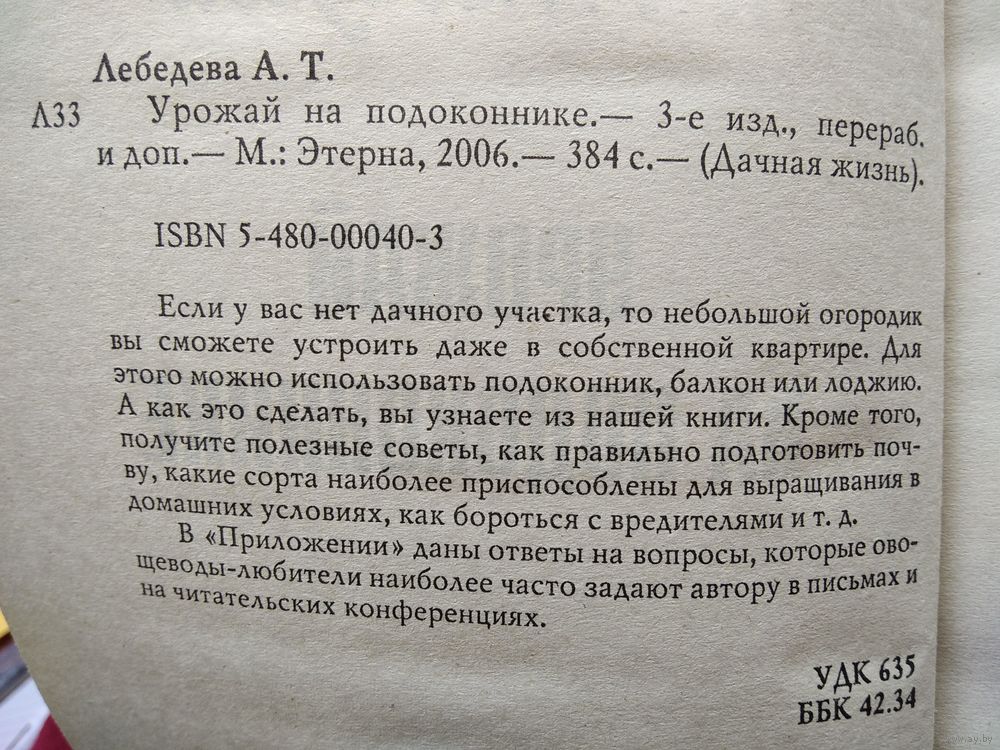 Лебедева А. Т.
Л33 Урожай на подоконнике.— 3-е изд., перераб.
и доп.— М.: Этерна, 2006.— 384 с.— (Дачная жизнь).
ISBN 5-480-00040-3
Если у вас нет дачного участка, то небольшой огородик
вы сможете устроить даже в собственной квартире. Для
этого можно использовать подоконник, балкон или лоджию.
А как это сделать, вы узнаете из нашей книги. Кроме того,
получите полезные советы, как правильно подготовить поч-
ву, какие сорта наиболее приспособлены для выращивания в
домашних условиях, как бороться с вредителями и т. д.
В «Приложении» даны ответы на вопросы, которые ово-
щеводы-любители наиболее часто задают автору в письмах и
на читательских конференциях.
УДК 635
ББК 42.34